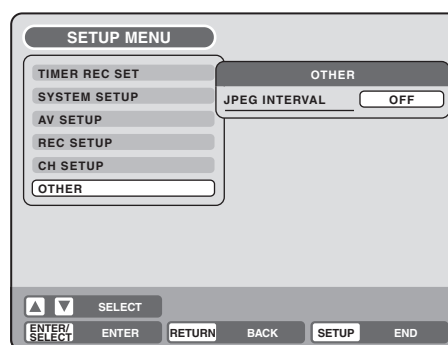 SETUP MENU
TIMER REC SET
SYSTEM SETUP
AV SETUP
REC SETUP
CH SETUP
OTHER
OTHER
JPEG INTERVAL OFF
SELECT
ENTER/
SELECT ENTER RETURN BACK SETUP END